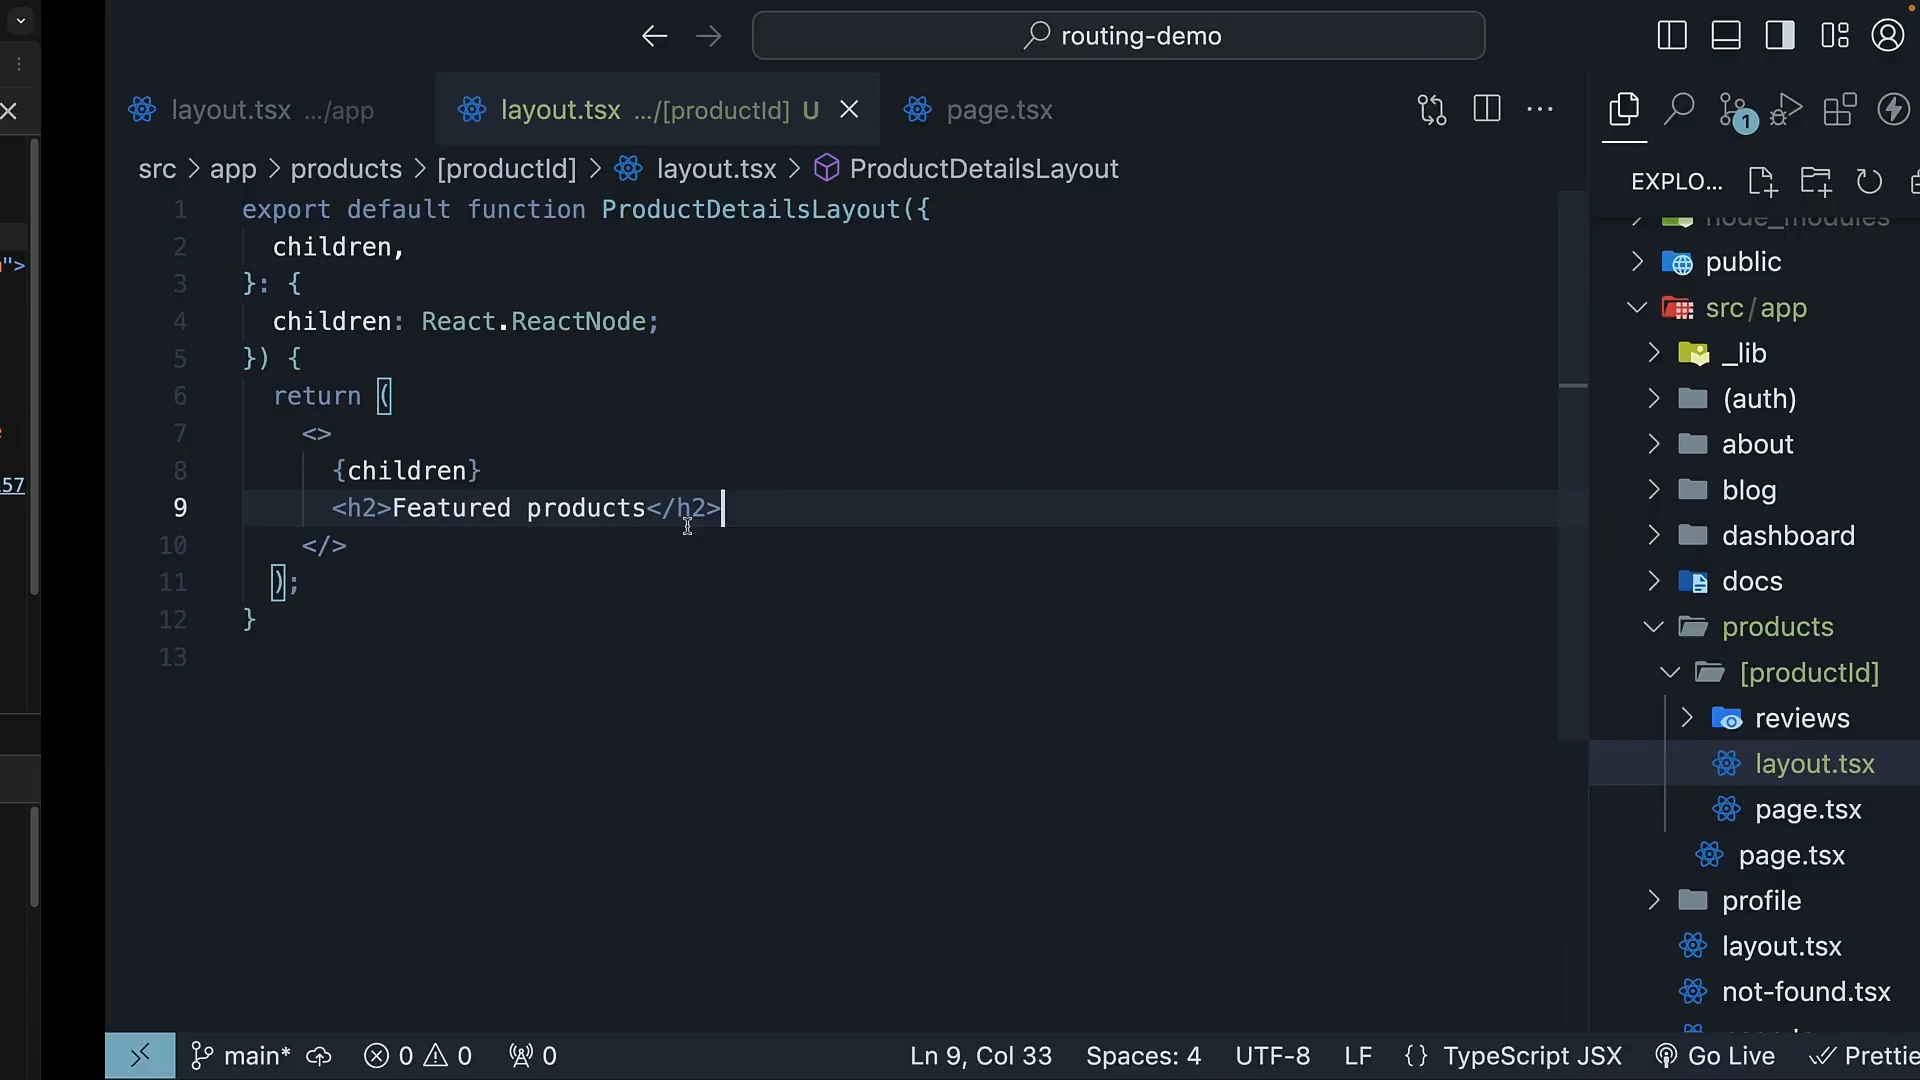 routing-demo
layout.tsx .../app
layout.tsx .../[productId] U
page.tsx
src > app > products > [productId] > layout.tsx > ProductDetailsLayout
1 export default function ProductDetailsLayout({
2 children,
3 }: {
4 children: React.ReactNode;
5 }) {
6 return (
7 <>
8 {children}
9 <h2>Featured products</h2>
10 </>
11 );
12 }
13
">
57
1
EXPLO...
node_modules
public
src/app
_lib
(auth)
about
blog
dashboard
docs
products
[productId]
reviews
layout.tsx
page.tsx
page.tsx
profile
layout.tsx
not-found.tsx
main* 0 0 0 Ln 9, Col 33 Spaces: 4 UTF-8 LF {} TypeScript JSX Go Live Prettie